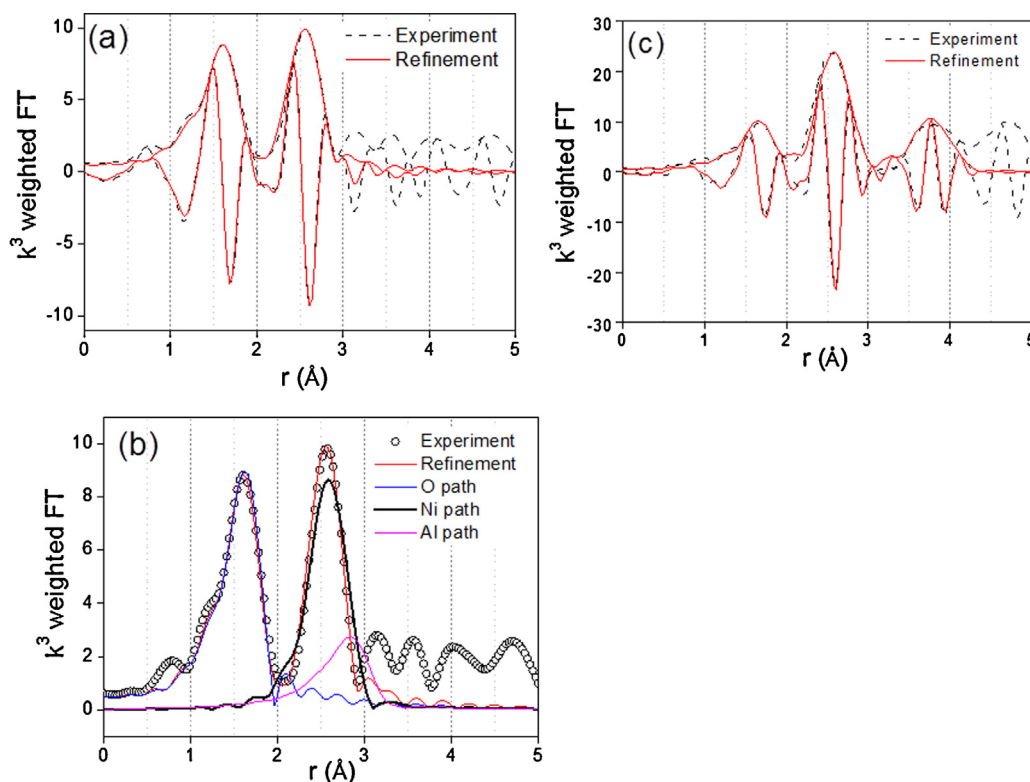 (a)
Experiment
Refinement
10
5
0
-5
-10
k³ weighted FT
0 1 2 3 4 5
r (Å)
(c)
Experiment
Refinement
30
20
10
0
-10
-20
-30
k³ weighted FT
0 1 2 3 4 5
r (Å)
(b)
Experiment
Refinement
O path
Ni path
Al path
10
8
6
4
2
0
k³ weighted FT
0 1 2 3 4 5
r (Å)